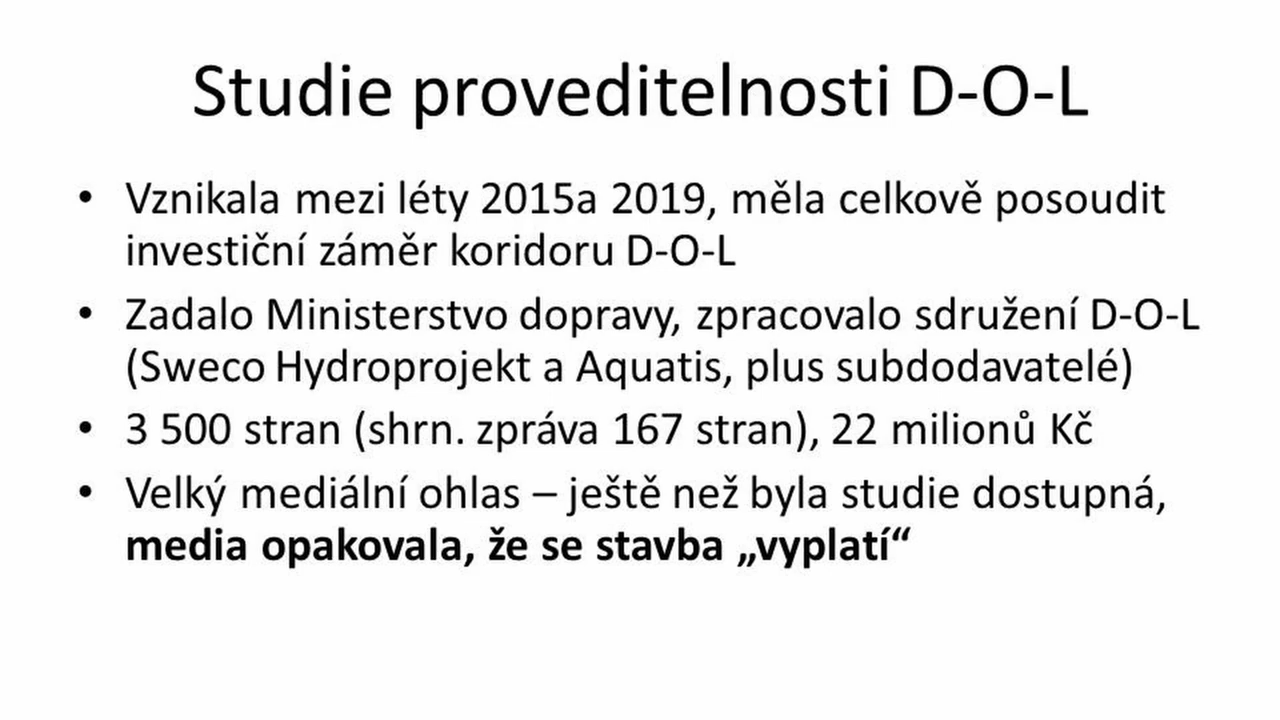 Studie proveditelnosti D-O-L
• Vznikala mezi léty 2015a 2019, měla celkově posoudit
investiční záměr koridoru D-O-L
• Zadalo Ministerstvo dopravy, zpracovalo sdružení D-O-L
(Sweco Hydroprojekt a Aquatis, plus subdodavatelé)
• 3 500 stran (shrn. zpráva 167 stran), 22 milionů Kč
• Velký mediální ohlas – ještě než byla studie dostupná,
media opakovala, že se stavba „vyplatí“